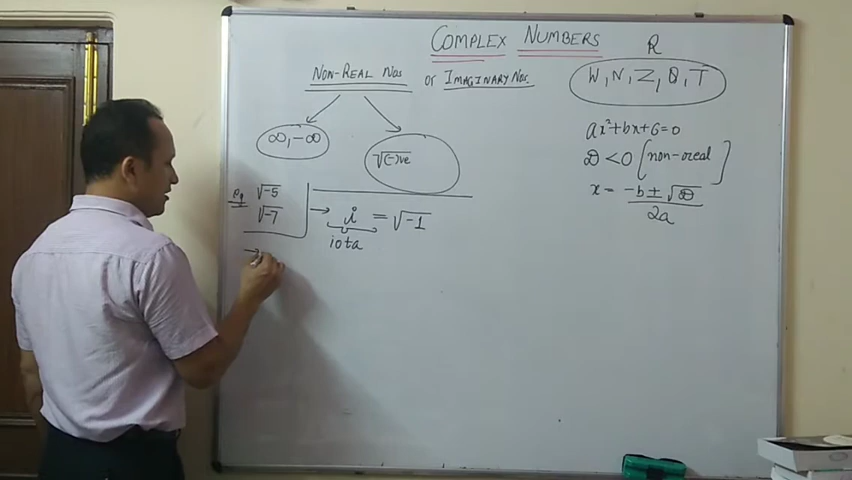 COMPLEX NUMBERS
R
W, N, Z, Q, T
NON-REAL NOS or IMAGINARY NOS.
∞, -∞
√(-)ve
ax²+bx+c=0
D<0 [non-real]
x = -b ± √D
2a
eg √-5
√-7
→ i = √-1
iota
→